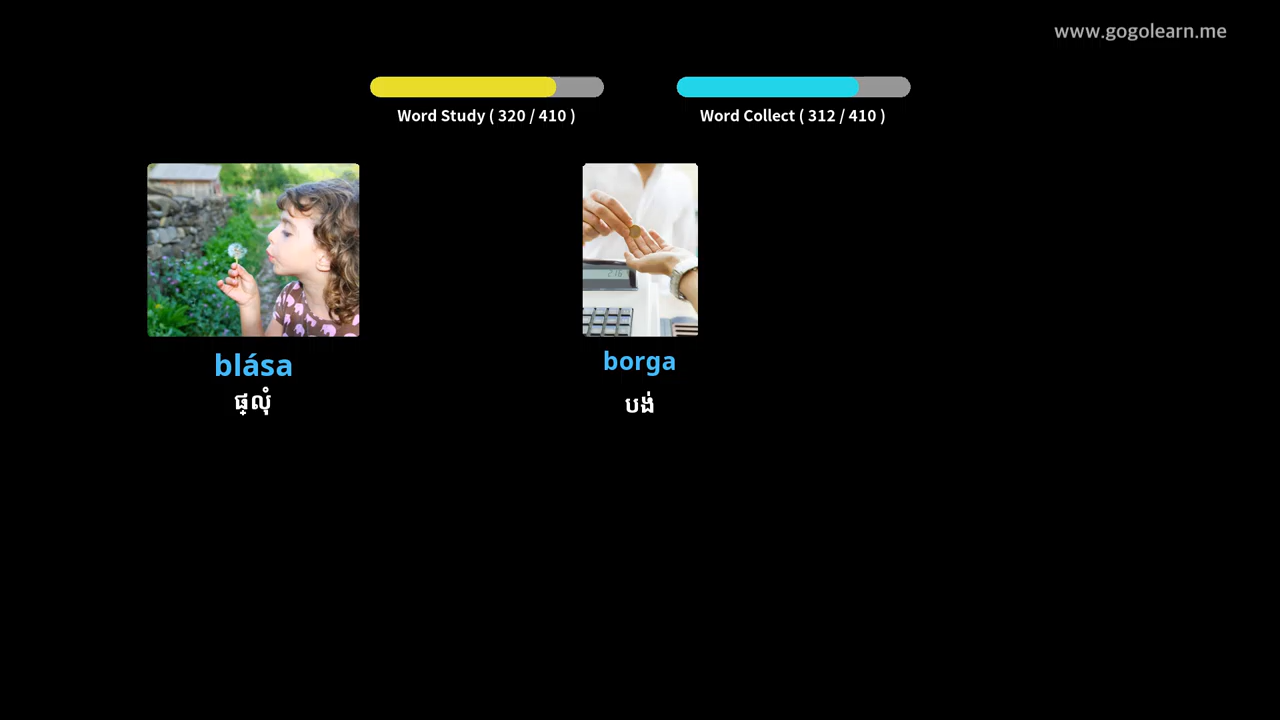 www.gogolearn.me
Word Study ( 320 / 410 )
Word Collect ( 312 / 410 )
blása
ផ្លុំ
borga
បង់